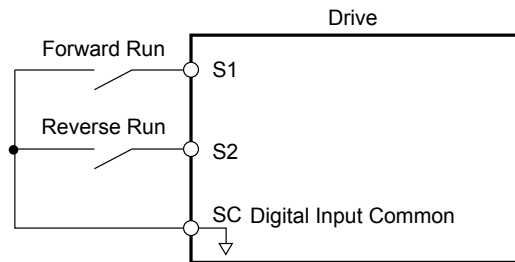 Drive
Forward Run
S1
Reverse Run
S2
SC Digital Input Common